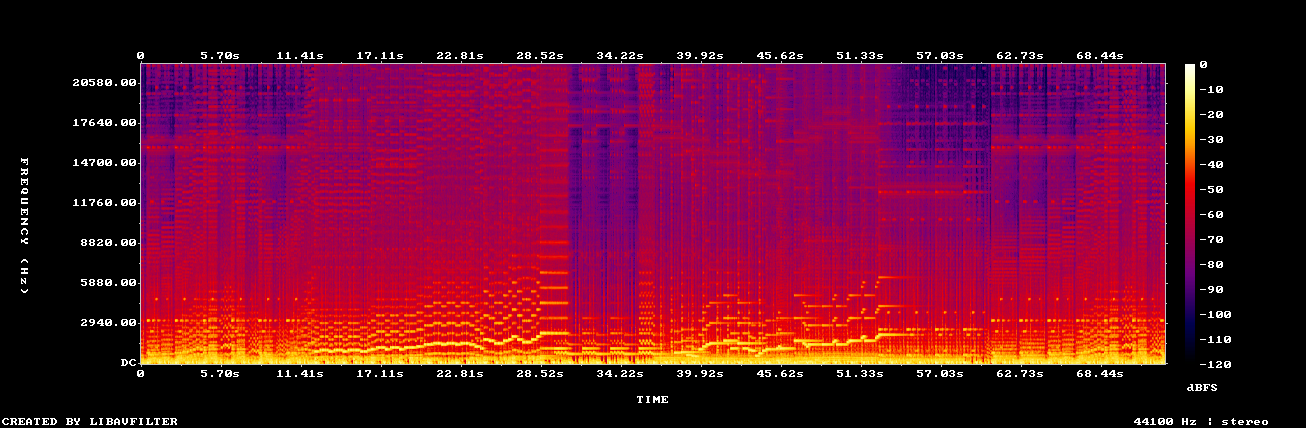 0 5.70s 11.41s 17.11s 22.81s 28.52s 34.22s 39.92s 45.62s 51.33s 57.03s 62.73s 68.44s
20580.00
17640.00
14700.00
11760.00
8820.00
5880.00
2940.00
DC
FREQUENCY (Hz)
0 5.70s 11.41s 17.11s 22.81s 28.52s 34.22s 39.92s 45.62s 51.33s 57.03s 62.73s 68.44s
TIME
0
-10
-20
-30
-40
-50
-60
-70
-80
-90
-100
-110
-120
dBFS
CREATED BY LIBAVFILTER
44100 Hz | stereo